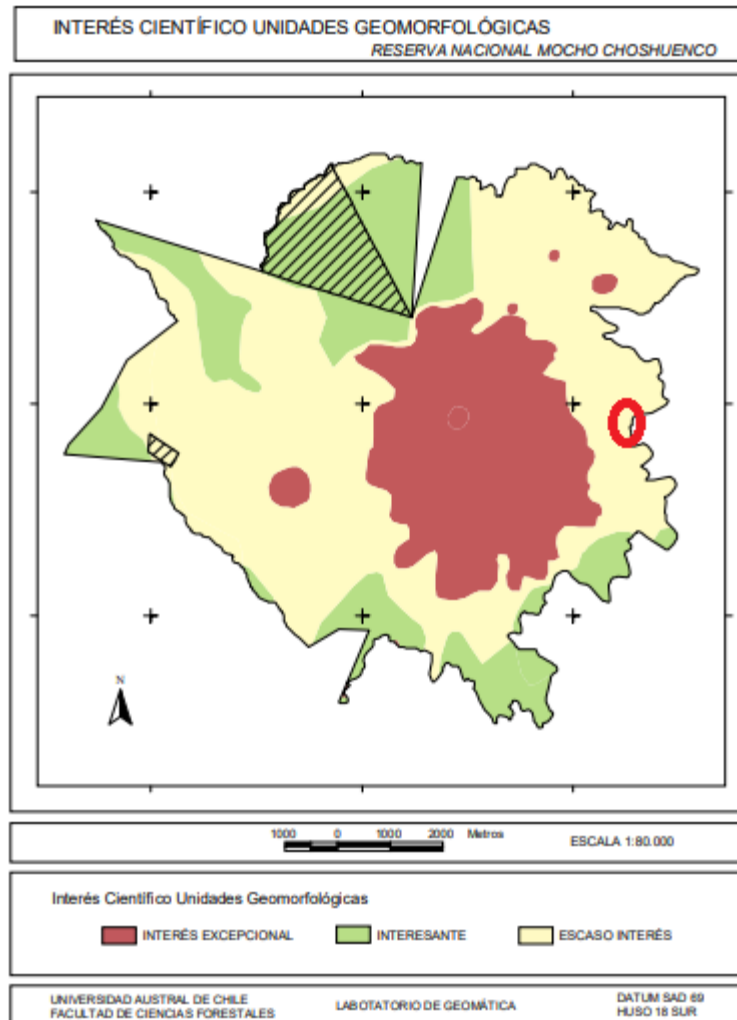 INTERÉS CIENTÍFICO UNIDADES GEOMORFOLÓGICAS
RESERVA NACIONAL MOCHO CHOSHUENCO
N
1000 0 1000 2000 Metros
ESCALA 1:80.000
Interés Científico Unidades Geomorfológicas
INTERÉS EXCEPCIONAL INTERESANTE ESCASO INTERÉS
UNIVERSIDAD AUSTRAL DE CHILE
FACULTAD DE CIENCIAS FORESTALES
LABOTATORIO DE GEOMÁTICA
DATUM SAD 69
HUSO 18 SUR